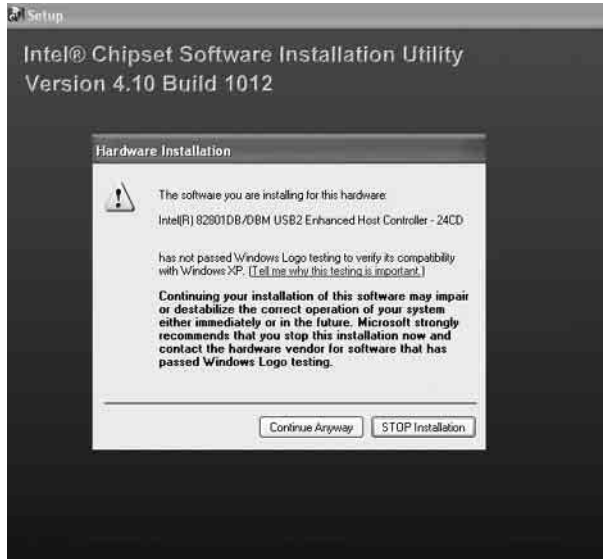 Setup
Intel® Chipset Software Installation Utility
Version 4.10 Build 1012
Hardware Installation
The software you are installing for this hardware:
Intel(R) 82801DB/DBM USB2 Enhanced Host Controller - 24CD
has not passed Windows Logo testing to verify its compatibility
with Windows XP. (Tell me why this testing is important.)
Continuing your installation of this software may impair
or destabilize the correct operation of your system
either immediately or in the future. Microsoft strongly
recommends that you stop this installation now and
contact the hardware vendor for software that has
passed Windows Logo testing.
Continue Anyway STOP Installation